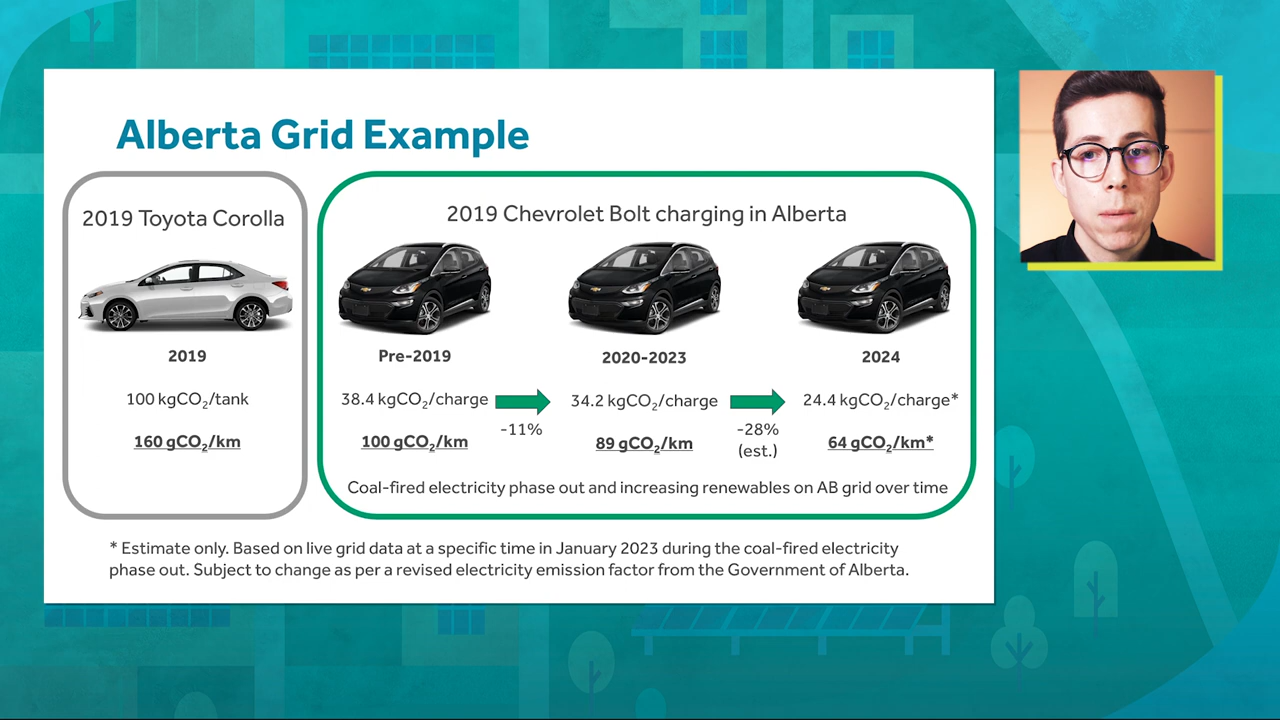 Alberta Grid Example
2019 Toyota Corolla
2019
100 kgCO₂/tank
160 gCO₂/km
2019 Chevrolet Bolt charging in Alberta
Pre-2019
38.4 kgCO₂/charge
100 gCO₂/km
-11%
2020-2023
34.2 kgCO₂/charge
89 gCO₂/km
-28%
(est.)
2024
24.4 kgCO₂/charge*
64 gCO₂/km*
Coal-fired electricity phase out and increasing renewables on AB grid over time
* Estimate only. Based on live grid data at a specific time in January 2023 during the coal-fired electricity
phase out. Subject to change as per a revised electricity emission factor from the Government of Alberta.